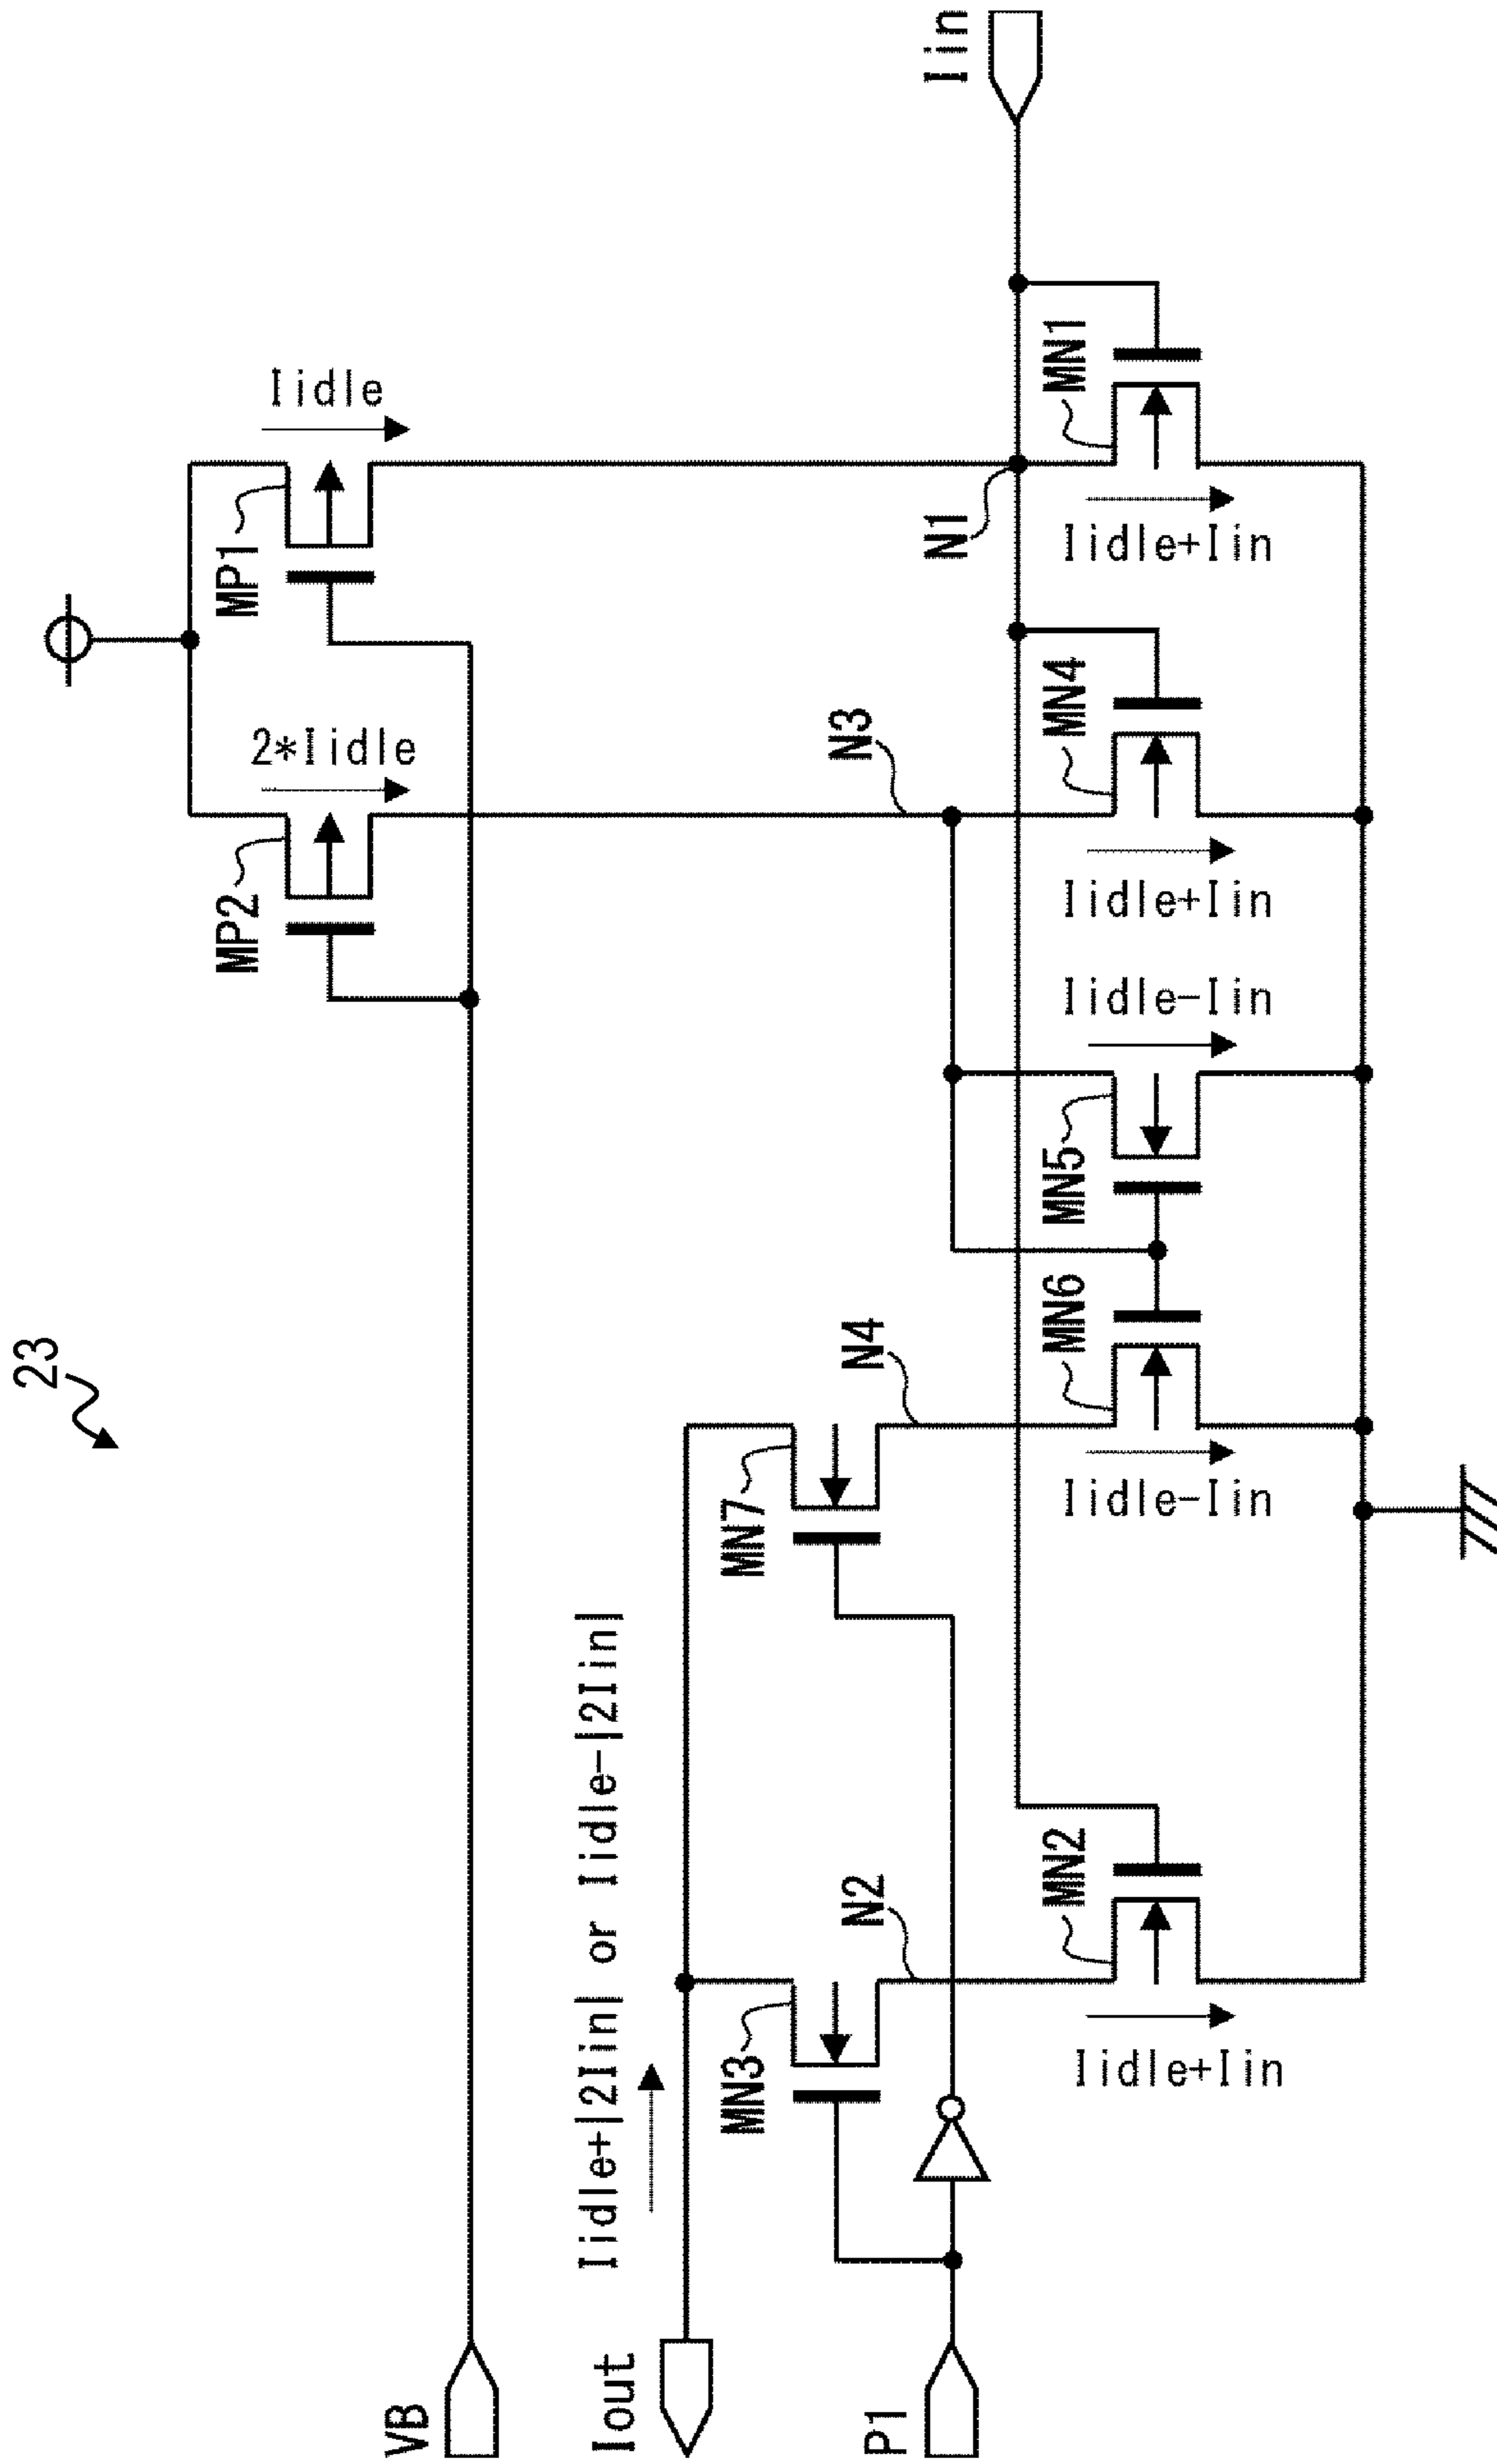 23
MP2
2*Iidle
MP1
Iidle
VB
Iout
Iidle+|2Iin| or Iidle-|2Iin|
MN3
MN7
P1
N2
N4
N3
N1
Iin
MN2
MN6
MN5
MN4
MN1
Iidle+Iin
Iidle-Iin
Iidle-Iin
Iidle+Iin
Iidle+Iin